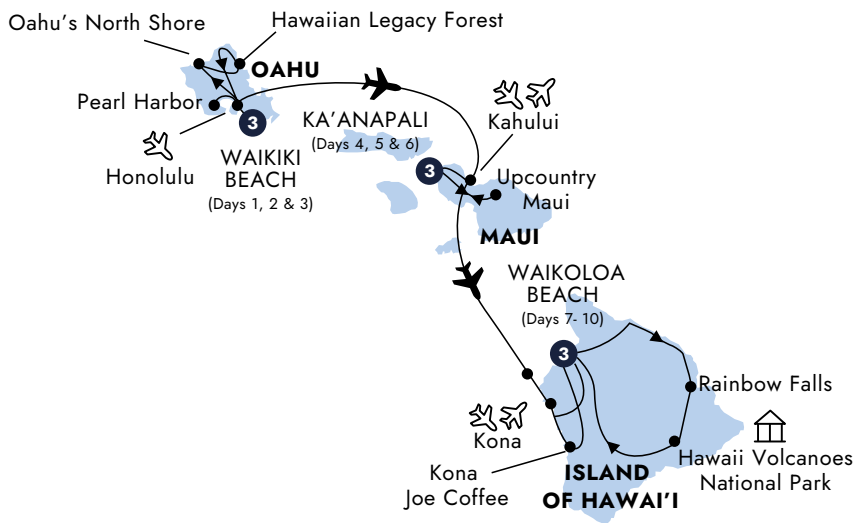 Oahu's North Shore
Hawaiian Legacy Forest
OAHU
Pearl Harbor
3
Honolulu
WAIKIKI
BEACH
(Days 1, 2 & 3)
KA'ANAPALI
(Days 4, 5 & 6)
Kahului
3
Upcountry
Maui
MAUI
WAIKOLOA
BEACH
(Days 7- 10)
3
Rainbow Falls
Kona
Hawaii Volcanoes
National Park
Kona
Joe Coffee
ISLAND
OF HAWAI'I